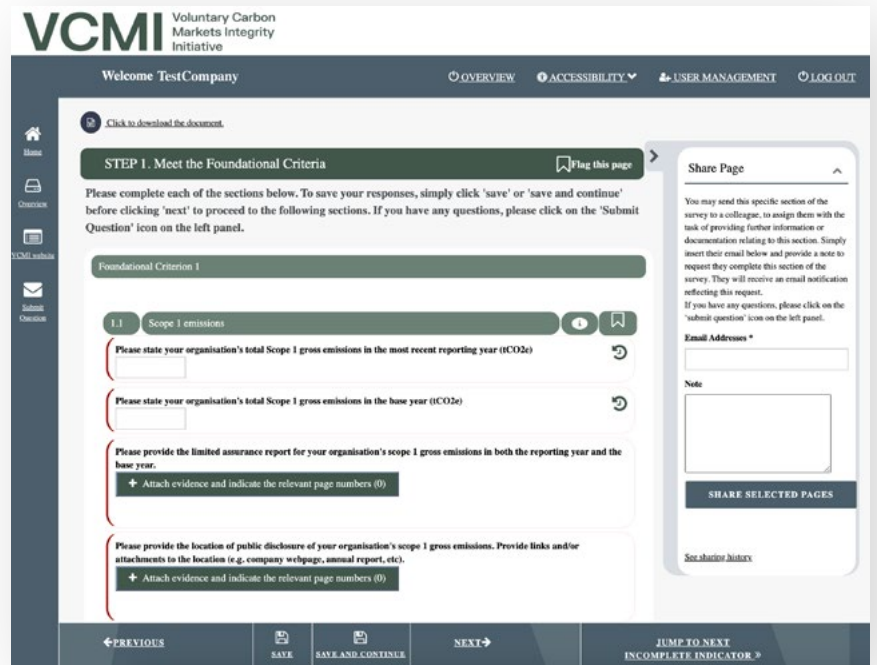 VCMI
Voluntary Carbon
Markets Integrity
Initiative
Welcome TestCompany
OVERVIEW
ACCESSIBILITY
USER MANAGEMENT
LOG OUT
Home
Overview
VCMI website
Submit
Question
Click to download the document.
STEP 1. Meet the Foundational Criteria
Flag this page
Please complete each of the sections below. To save your responses, simply click 'save' or 'save and continue'
before clicking 'next' to proceed to the following sections. If you have any questions, please click on the 'Submit
Question' icon on the left panel.
Foundational Criterion 1
1.1
Scope 1 emissions
Please state your organisation's total Scope 1 gross emissions in the most recent reporting year (tCO2e)
Please state your organisation's total Scope 1 gross emissions in the base year (tCO2e)
Please provide the limited assurance report for your organisation's scope 1 gross emissions in both the reporting year and the
base year.
+ Attach evidence and indicate the relevant page numbers (0)
Please provide the location of public disclosure of your organisation's scope 1 gross emissions. Provide links and/or
attachments to the location (e.g. company webpage, annual report, etc).
+ Attach evidence and indicate the relevant page numbers (0)
Share Page
You may send this specific section of the
survey to a colleague, to assign them with the
task of providing further information or
documentation relating to this section. Simply
insert their email below and provide a note to
request they complete this section of the
survey. They will receive an email notification
reflecting this request.
If you have any questions, please click on the
'submit question' icon on the left panel.
Email Addresses *
Note
SHARE SELECTED PAGES
See sharing history
PREVIOUS
SAVE
SAVE AND CONTINUE
NEXT
JUMP TO NEXT
INCOMPLETE INDICATOR »